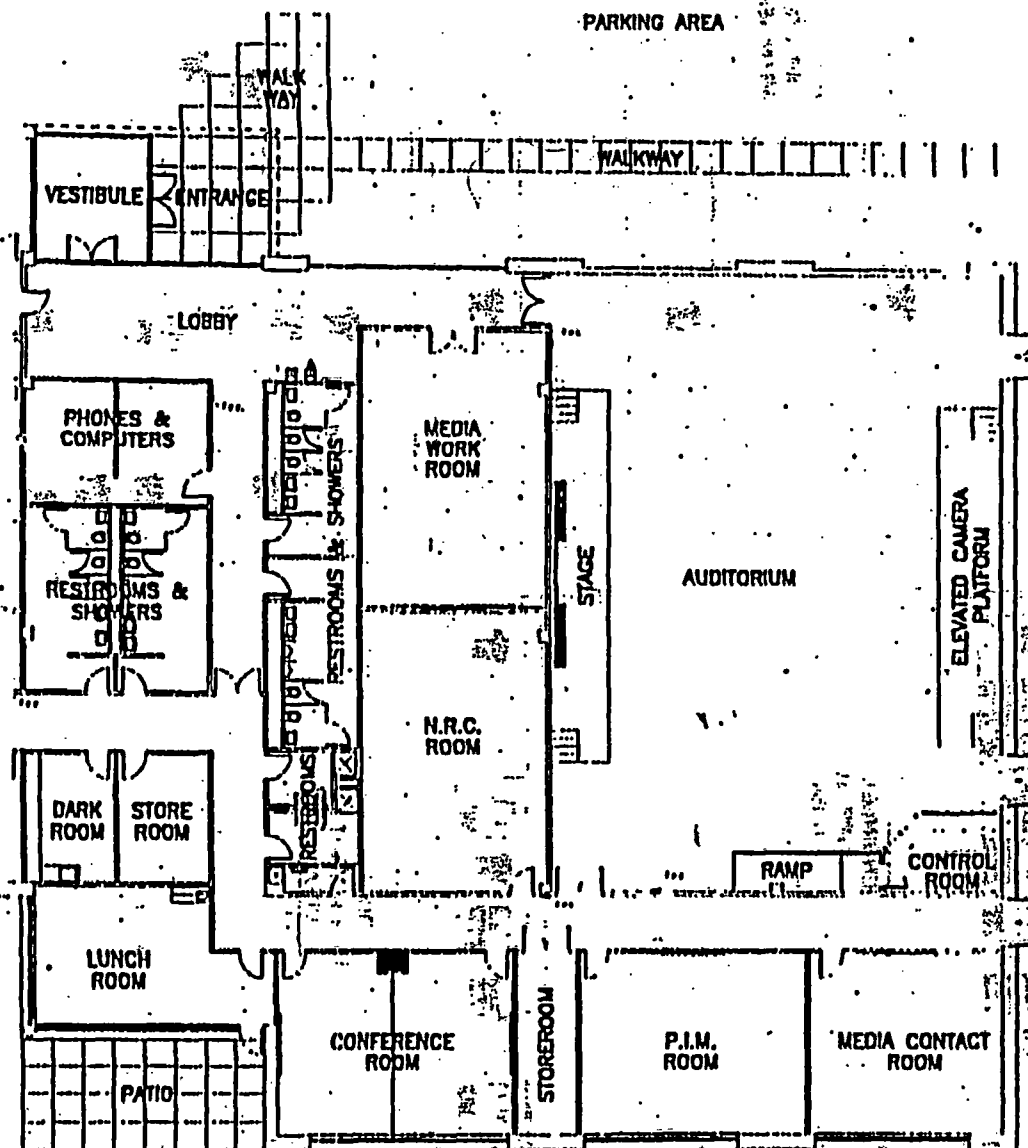 PARKING AREA
WALK
WAY
WALKWAY
VESTIBULE
ENTRANCE
LOBBY
PHONES &
COMPUTERS
MEDIA
WORK
ROOM
RESTROOMS & SHOWERS
STAGE
AUDITORIUM
ELEVATED CAMERA
PLATFORM
RESTROOMS &
SHOWERS
N.R.C.
ROOM
DARK
ROOM
STORE
ROOM
RESTROOMS
RAMP
CONTROL
ROOM
LUNCH
ROOM
CONFERENCE
ROOM
STOREROOM
P.I.M.
ROOM
MEDIA CONTACT
ROOM
PATIO